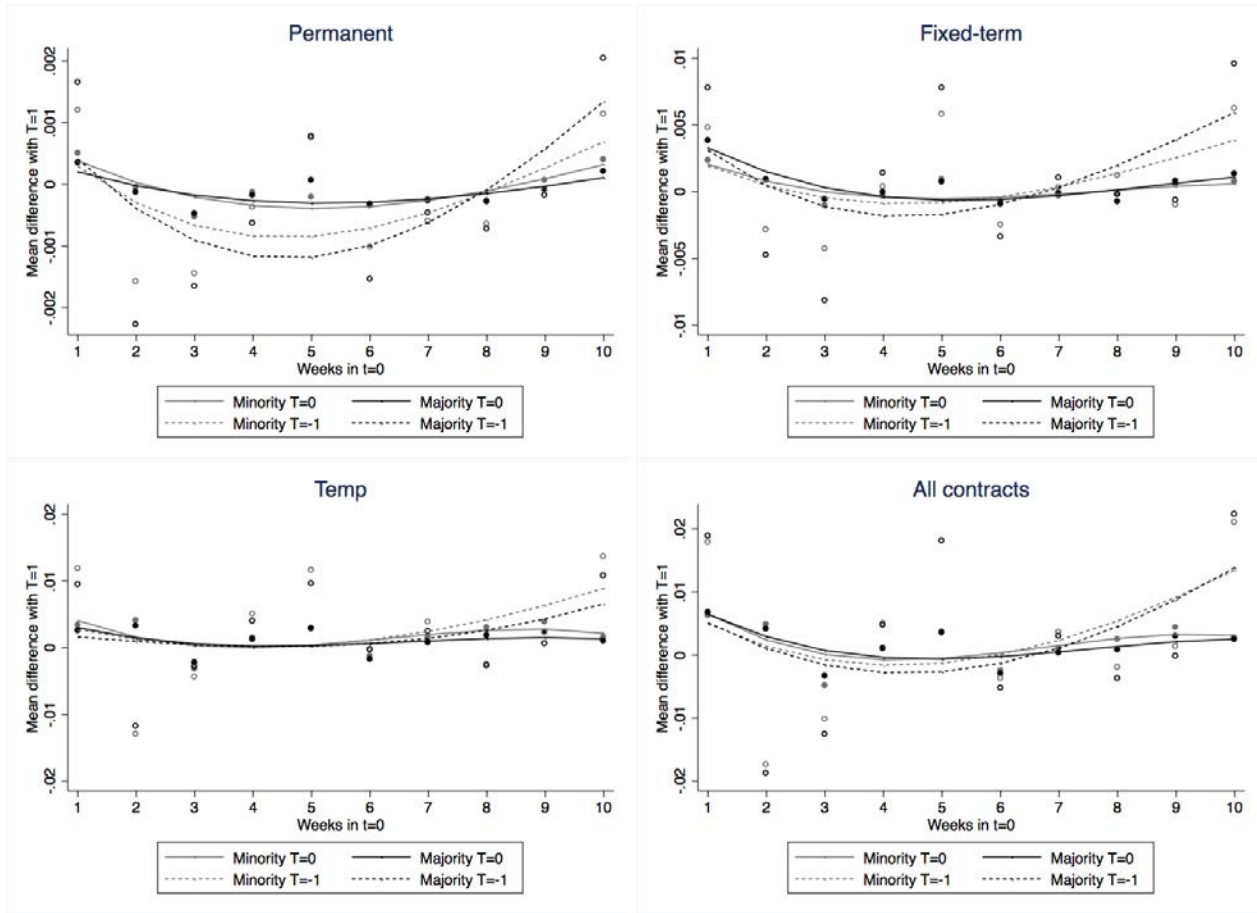 Permanent
Mean difference with T=1
.002
.001
0
-.001
-.002
1 2 3 4 5 6 7 8 9 10
Weeks in t=0
Minority T=0 Majority T=0
Minority T=-1 Majority T=-1
Fixed-term
Mean difference with T=1
.01
.005
0
-.005
-.01
1 2 3 4 5 6 7 8 9 10
Weeks in t=0
Minority T=0 Majority T=0
Minority T=-1 Majority T=-1
Temp
Mean difference with T=1
.02
.01
0
-.01
-.02
1 2 3 4 5 6 7 8 9 10
Weeks in t=0
Minority T=0 Majority T=0
Minority T=-1 Majority T=-1
All contracts
Mean difference with T=1
.02
.01
0
-.01
-.02
1 2 3 4 5 6 7 8 9 10
Weeks in t=0
Minority T=0 Majority T=0
Minority T=-1 Majority T=-1